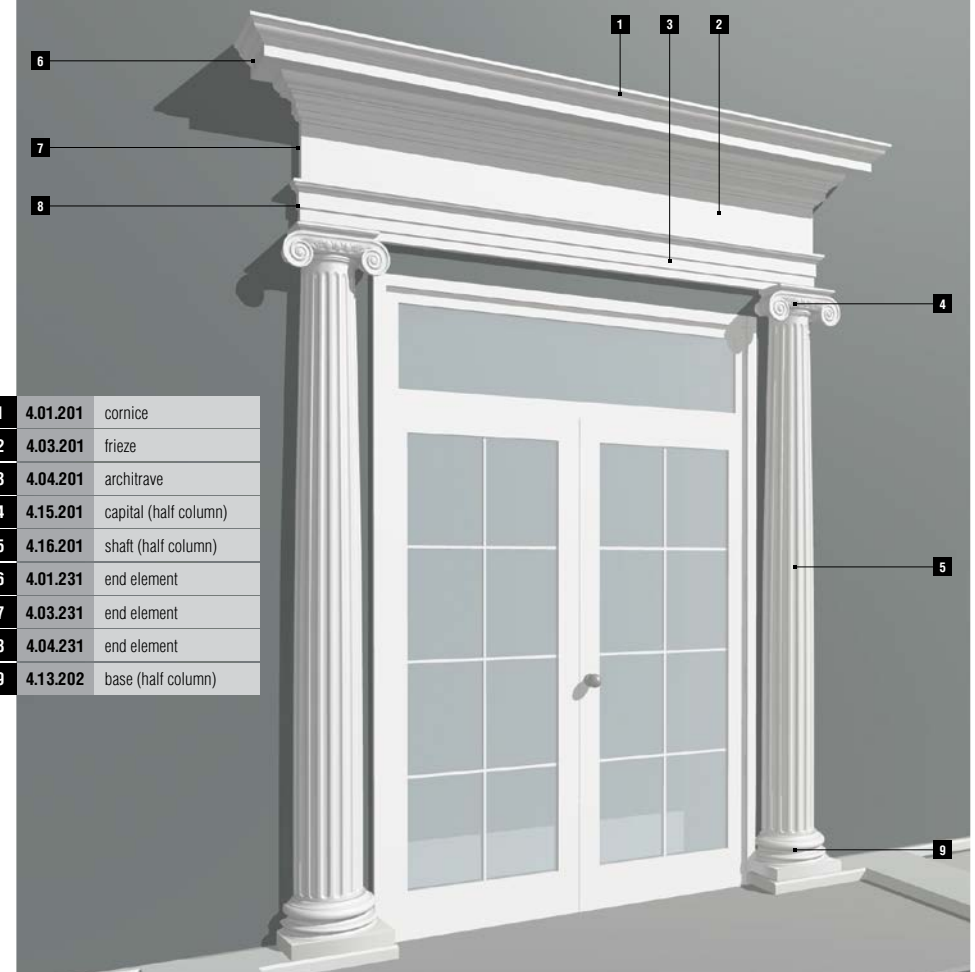 1 3 2
6
7
8
4
5
9
1 4.01.201 cornice
2 4.03.201 frieze
3 4.04.201 architrave
4 4.15.201 capital (half column)
5 4.16.201 shaft (half column)
6 4.01.231 end element
7 4.03.231 end element
8 4.04.231 end element
9 4.13.202 base (half column)